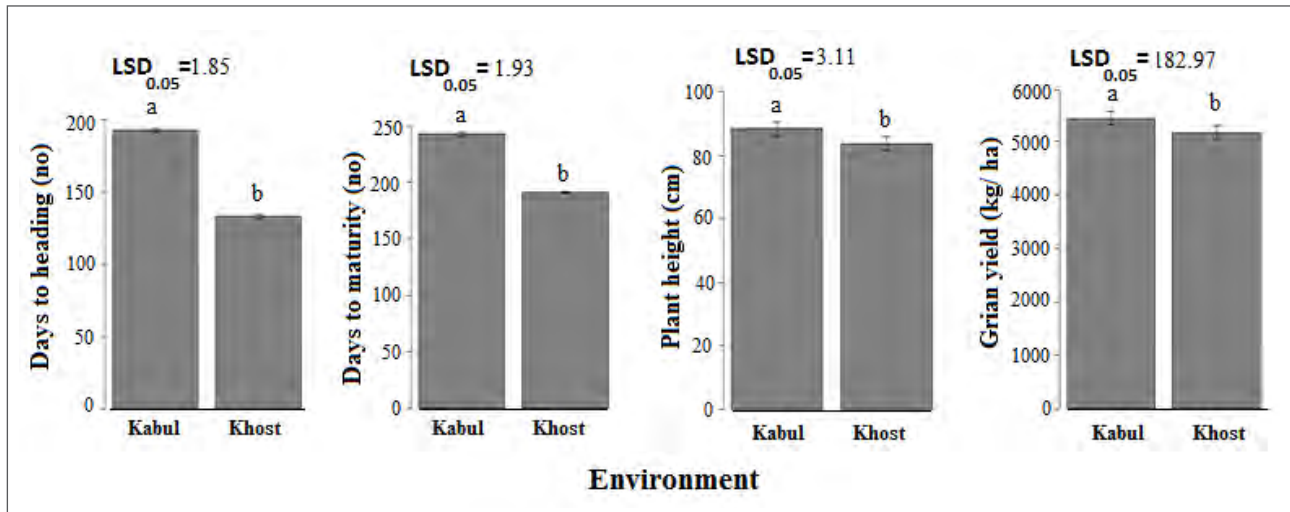 LSD0.05=1.85
a
b
200
150
100
50
0
Days to heading (no)
Kabul Khost
LSD0.05= 1.93
a
b
250
200
150
100
50
0
Days to maturity (no)
Kabul Khost
LSD0.05=3.11
a
b
100
80
60
40
20
0
Plant height (cm)
Kabul Khost
LSD0.05= 182.97
a
b
6000
5000
4000
3000
2000
1000
0
Grian yield (kg/ ha)
Kabul Khost
Environment